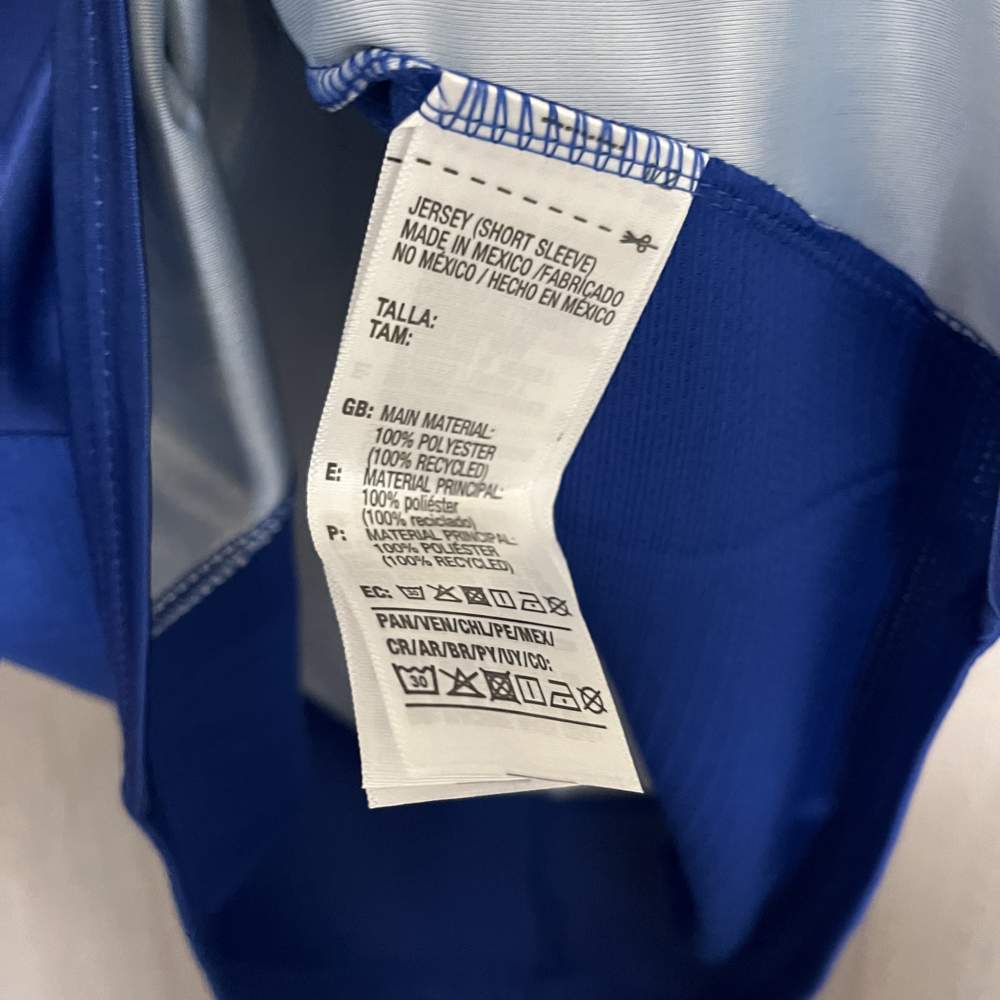 JERSEY (SHORT SLEEVE)
MADE IN MEXICO /FABRICADO
NO MÉXICO / HECHO EN MÉXICO
TALLA:
TAM:
GB: MAIN MATERIAL:
100% POLYESTER
(100% RECYCLED)
E: MATERIAL PRINCIPAL:
100% poliéster
(100% reciclado)
P: MATERIAL PRINCIPAL:
100% POLIÉSTER
(100% RECYCLED)
EC:
PAN/VEN/CHL/PE/MEX/
CR/AR/BR/PY/UY/CO:
30